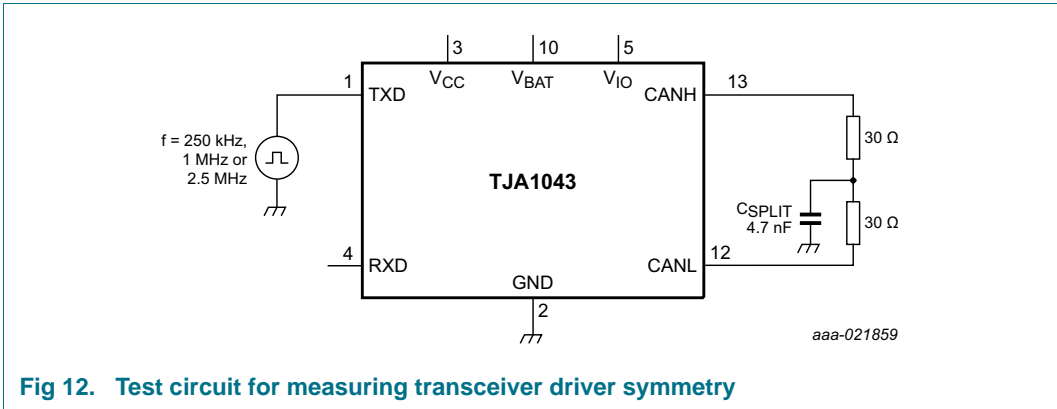 3
10
5
1
VCC
VBAT
VIO
13
TXD
CANH
f = 250 kHz,
1 MHz or
2.5 MHz
30 Ω
TJA1043
CSPLIT
4.7 nF
30 Ω
4
12
RXD
CANL
GND
2
aaa-021859
Fig 12. Test circuit for measuring transceiver driver symmetry